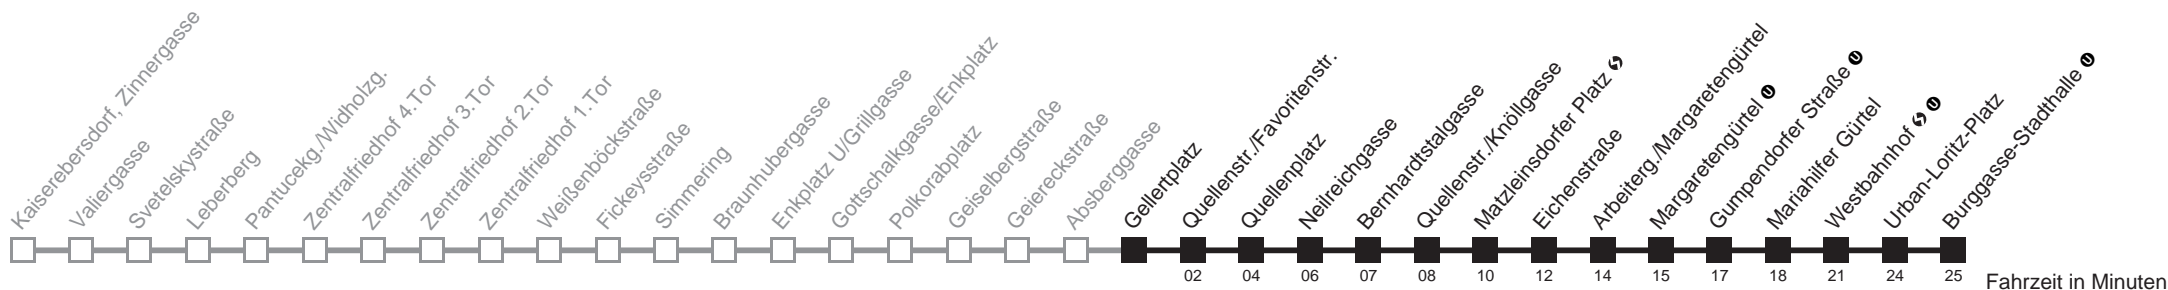 Kaiserebersdorf, Zinnergasse
Valiergasse
Svetelskystraße
Leberberg
Pantucekg./Widholzg.
Zentralfriedhof 4.Tor
Zentralfriedhof 3.Tor
Zentralfriedhof 2.Tor
Zentralfriedhof 1.Tor
Weißenböckstraße
Fickeysstraße
Simmering
Braunhubergasse
Enkplatz U/Grillgasse
Gottschalkgasse/Enkplatz
Polkorabplatz
Geiselbergstraße
Geiereckstraße
Absberggasse
Gellertplatz
Quellenstr./Favoritenstr.
Quellenplatz
Neilreichgasse
Bernhardtstalgasse
Quellenstr./Knöllgasse
Matzleinsdorfer Platz S
Eichenstraße
Arbeiterg./Margaretengürtel
Margaretengürtel U
Gumpendorfer Straße U
Mariahilfer Gürtel
Westbahnhof S U
Urban-Loritz-Platz
Burggasse-Stadthalle U
02 04 06 07 08 10 12 14 15 17 18 21 24 25 Fahrzeit in Minuten